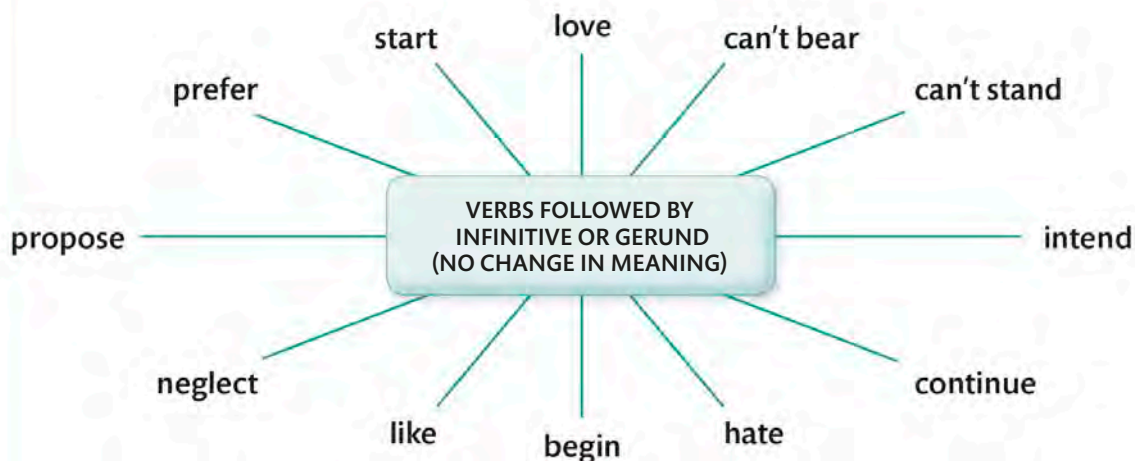 love
start
can't bear
prefer
can't stand
VERBS FOLLOWED BY
INFINITIVE OR GERUND
(NO CHANGE IN MEANING)
propose
intend
neglect
continue
like
hate
begin